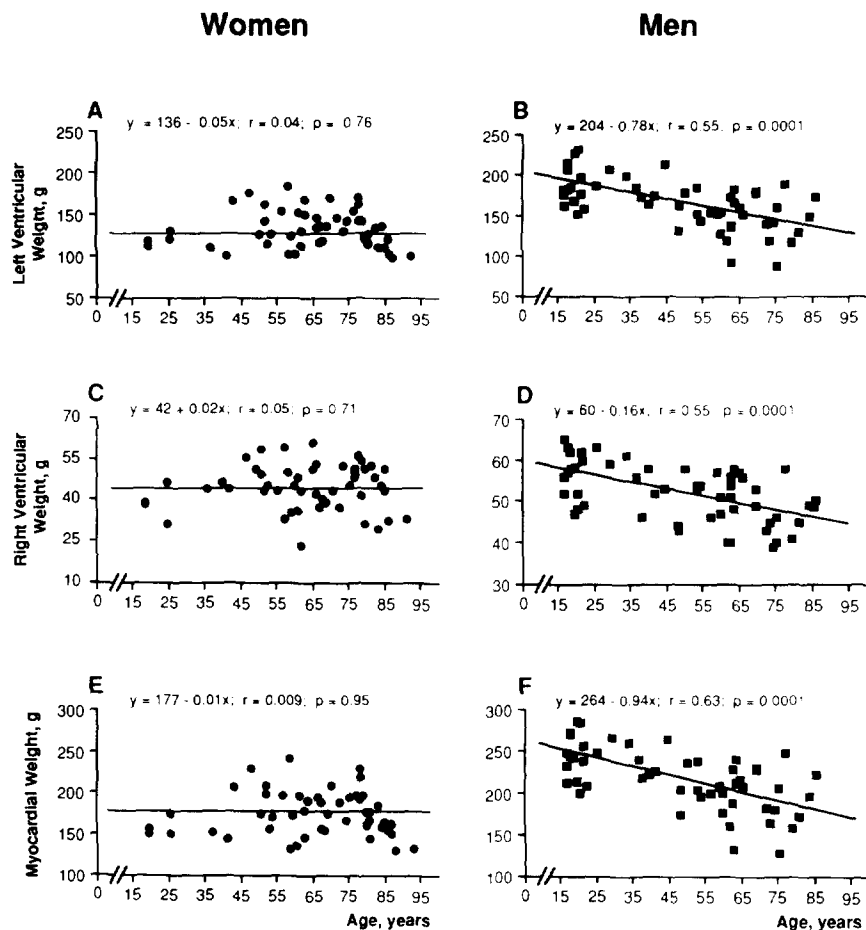 Women
Men
A
y = 136 - 0.05x; r = 0.04; p = 0.76
Left Ventricular
Weight, g
250
200
150
100
50
0 15 25 35 45 55 65 75 85 95
B
y = 204 - 0.78x; r = 0.55. p = 0.0001
250
200
150
100
50
0 15 25 35 45 55 65 75 85 95
C
y = 42 + 0.02x; r = 0.05; p = 0.71
Right Ventricular
Weight, g
70
55
40
25
10
0 15 25 35 45 55 65 75 85 95
D
y = 60 - 0.16x; r = 0.55 p = 0.0001
70
60
50
40
30
0 15 25 35 45 55 65 75 85 95
E
y = 177 - 0.01x; r = 0.009; p = 0.95
Myocardial Weight, g
300
250
200
150
100
0 15 25 35 45 55 65 75 85 95
Age, years
F
y = 264 - 0.94x; r = 0.63; p = 0.0001
300
250
200
150
100
0 15 25 35 45 55 65 75 85 95
Age, years